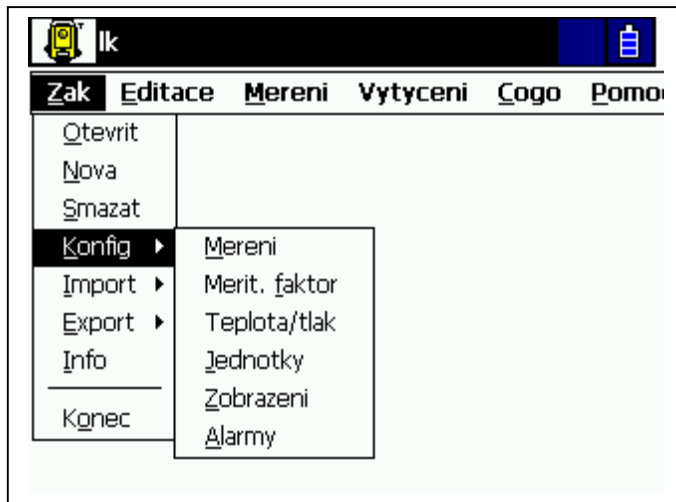 lk
Zak Editace Mereni Vytyceni Cogo
Otevrit
Nova
Smazat
Konfig
Import
Export
Info
Konec
Mereni
Merit. faktor
Teplota/tlak
Jednotky
Zobrazeni
Alarmy